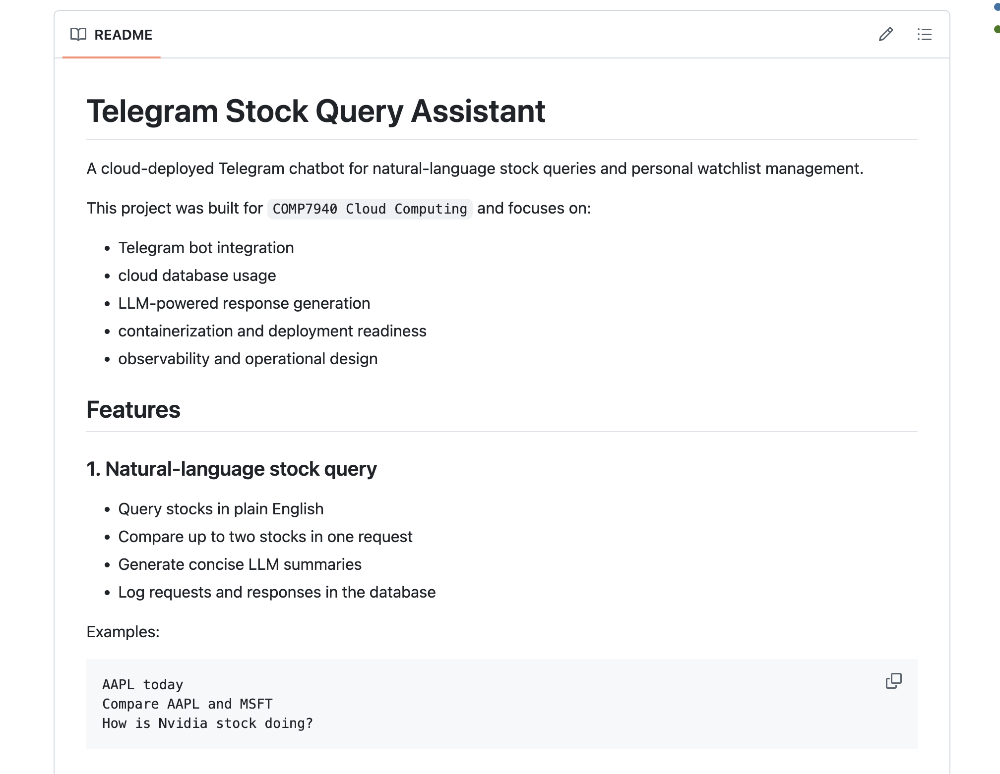 README
Telegram Stock Query Assistant
A cloud-deployed Telegram chatbot for natural-language stock queries and personal watchlist management.
This project was built for COMP7940 Cloud Computing and focuses on:
Telegram bot integration
cloud database usage
LLM-powered response generation
containerization and deployment readiness
observability and operational design
Features
1. Natural-language stock query
Query stocks in plain English
Compare up to two stocks in one request
Generate concise LLM summaries
Log requests and responses in the database
Examples:
AAPL today
Compare AAPL and MSFT
How is Nvidia stock doing?